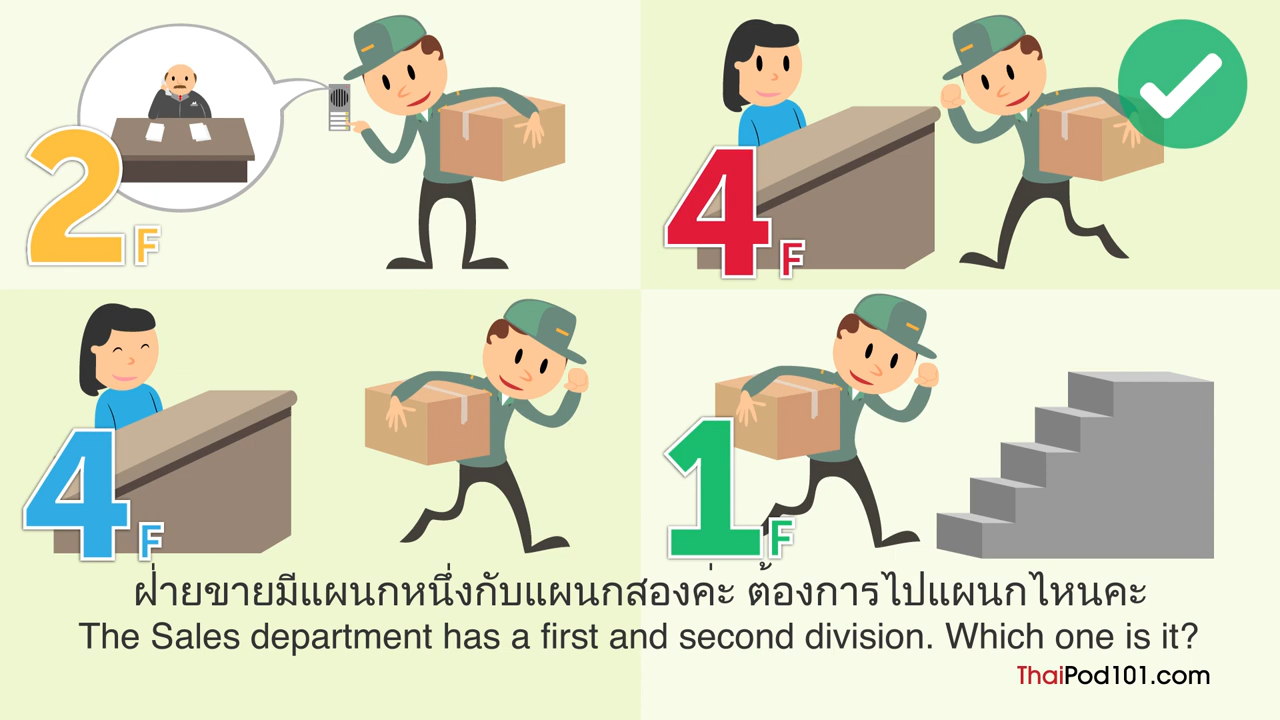 2F
4F
4F
1F
ฝ่ายขายมีแผนกหนึ่งกับแผนกสองค่ะ ต้องการไปแผนกไหนคะ
The Sales department has a first and second division. Which one is it?
ThaiPod101.com